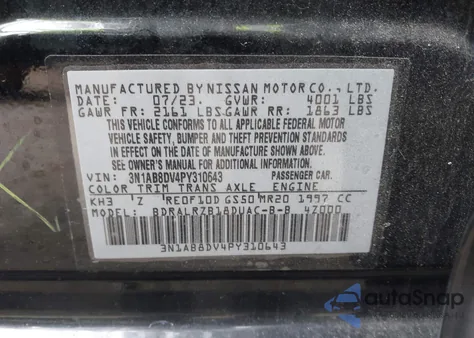 MANUFACTURED BY NISSAN MOTOR CO., LTD.
DATE: 07/23. GVWR: 4001 LBS
GAWR FR: 2161 LBS GAWR RR: 1863 LBS
THIS VEHICLE CONFORMS TO ALL APPLICABLE
FEDERAL MOTOR VEHICLE SAFETY, BUMPER AND THEFT PREVENTION STANDARDS
IN EFFECT ON THE DATE OF MANUFACTURE SHOWN ABOVE.
SEE OWNER'S MANUAL FOR ADDITIONAL INFORMATION.
VIN: 3N1AB8DV4PY310643 PASSENGER CAR.
COLOR TRIM TRANS AXLE ENGINE
KH3 Z RE0F10D GS50 MR20 1997 CC
MODEL: BDRALRZB18DUAC-B-B 4Z000
3N1AB8DV4PY310643
autoSnap